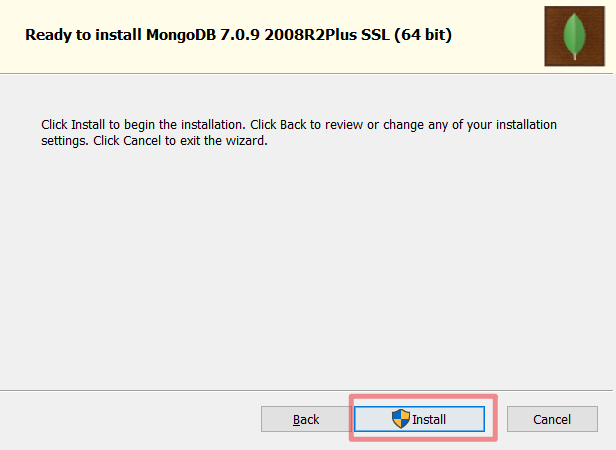 Ready to install MongoDB 7.0.9 2008R2Plus SSL (64 bit)
Click Install to begin the installation. Click Back to review or change any of your installation
settings. Click Cancel to exit the wizard.
Back
Install
Cancel